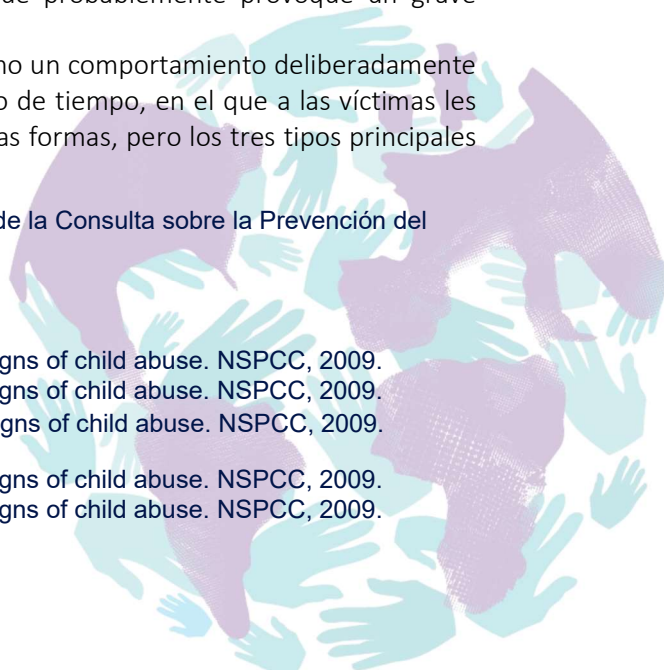 ue probablemente provoque un grave
no un comportamiento deliberadamente
o de tiempo, en el que a las víctimas les
as formas, pero los tres tipos principales
de la Consulta sobre la Prevención del
gns of child abuse. NSPCC, 2009.
gns of child abuse. NSPCC, 2009.
gns of child abuse. NSPCC, 2009.
gns of child abuse. NSPCC, 2009.
gns of child abuse. NSPCC, 2009.